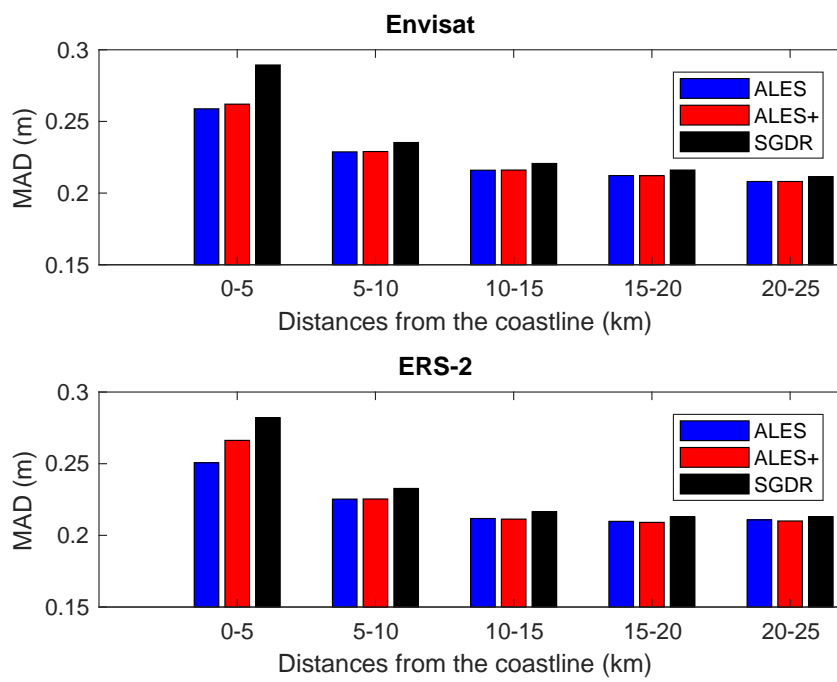 Envisat
0.3
0.25
0.2
0.15
MAD (m)
ALES
ALES+
SGDR
0-5 5-10 10-15 15-20 20-25
Distances from the coastline (km)
ERS-2
0.3
0.25
0.2
0.15
MAD (m)
ALES
ALES+
SGDR
0-5 5-10 10-15 15-20 20-25
Distances from the coastline (km)